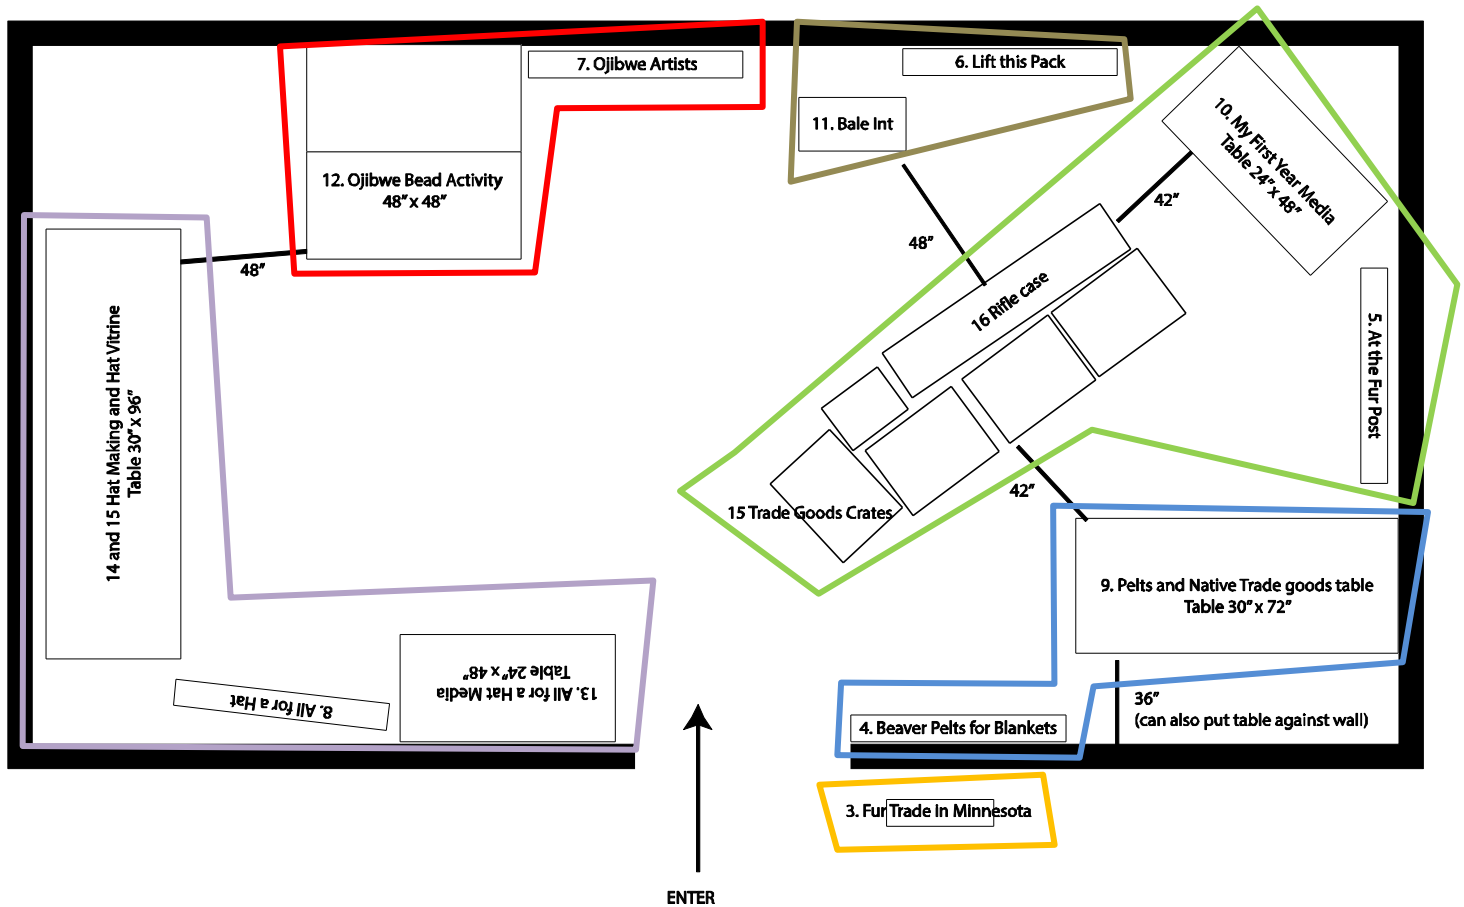 7. Ojibwe Artists
6. Lift this Pack
11. Bale Int
10. My First Year Media
Table 24” x 48”
12. Ojibwe Bead Activity
48” x 48”
42”
48”
48”
16 Rifle case
5. At the Fur Post
14 and 15 Hat Making and Hat Vitrine
Table 30” x 96”
42”
15 Trade Goods Crates
9. Pelts and Native Trade goods table
Table 30” x 72”
13. All for a Hat Media
Table 24” x 48”
8. All for a Hat
36”
(can also put table against wall)
4. Beaver Pelts for Blankets
3. Fur Trade in Minnesota
ENTER